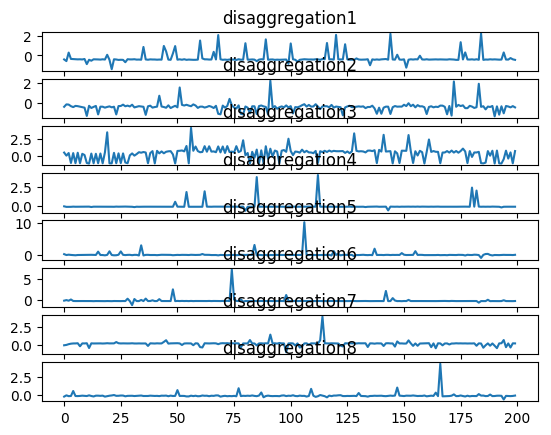 disaggregation1
2
0
disaggregation2
2
0
disaggregation3
2.5
0.0
disaggregation4
2.5
0.0
disaggregation5
10
0
disaggregation6
5
0
disaggregation7
2.5
0.0
disaggregation8
2.5
0.0
0 25 50 75 100 125 150 175 200